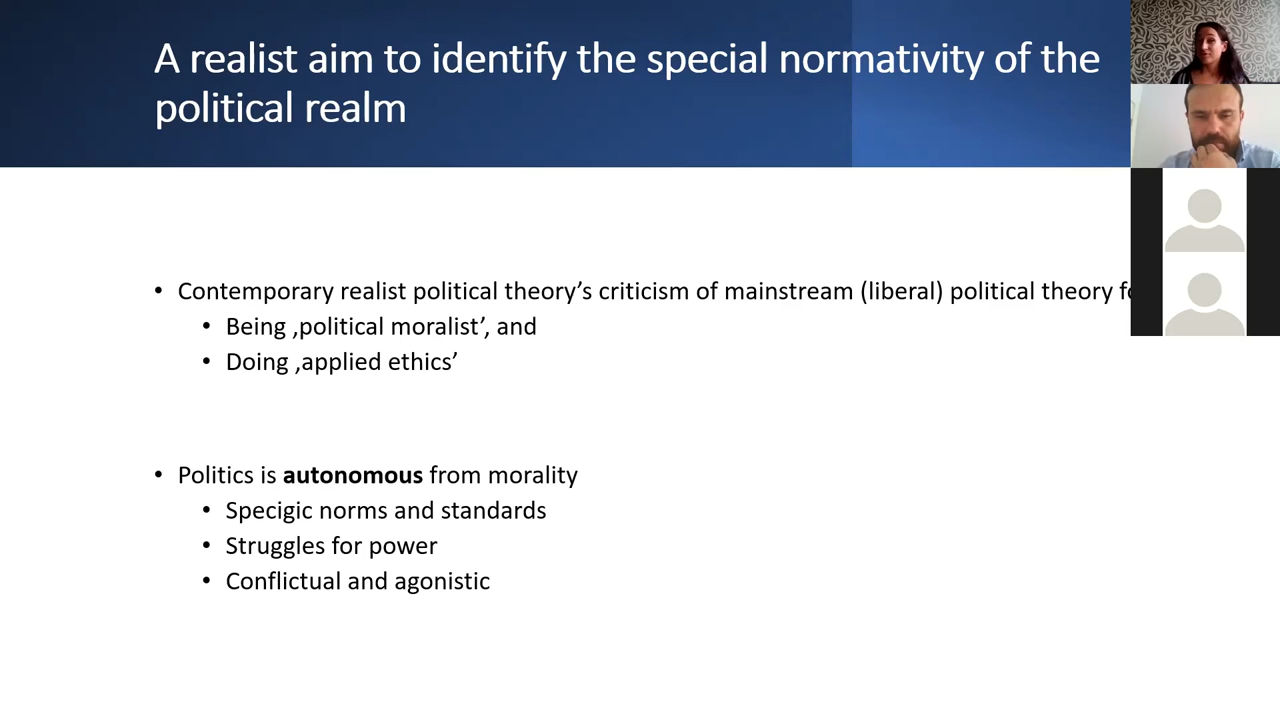 A realist aim to identify the special normativity of the
political realm
• Contemporary realist political theory’s criticism of mainstream (liberal) political theory
• Being ‚political moralist’, and
• Doing ‚applied ethics’
• Politics is autonomous from morality
• Specigic norms and standards
• Struggles for power
• Conflictual and agonistic